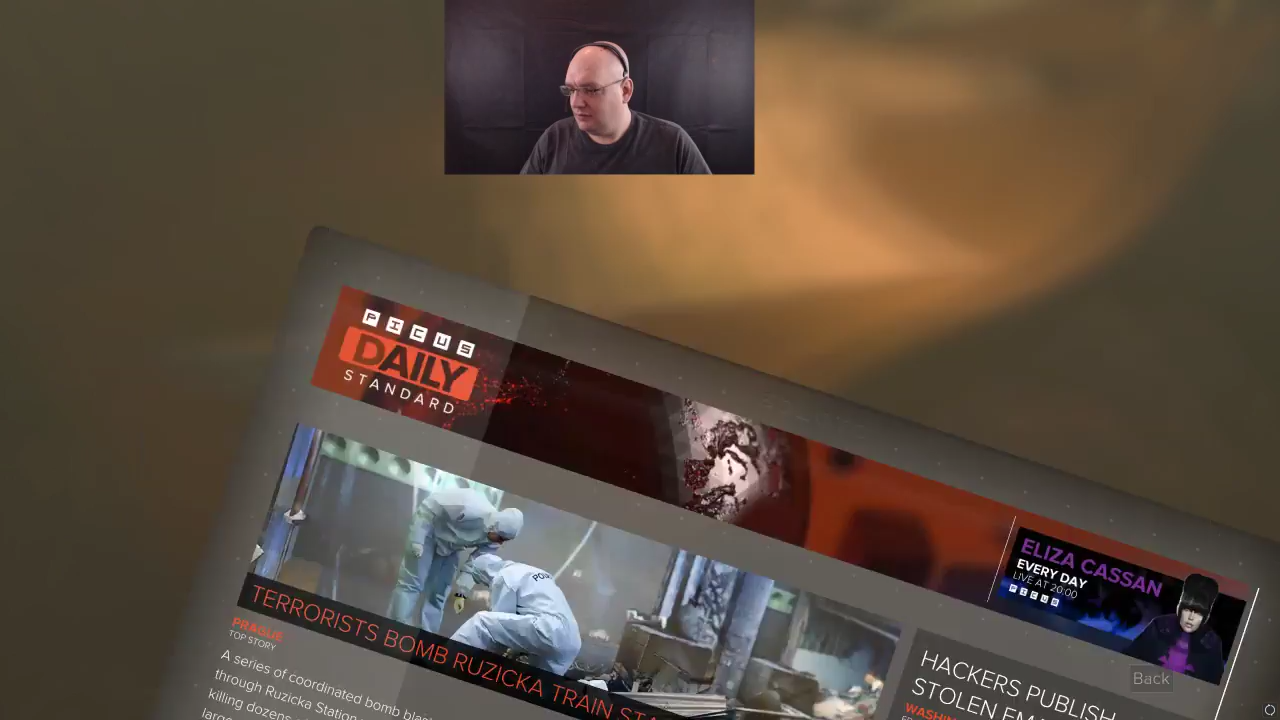 PICUS
DAILY
STANDARD
ELIZA CASSAN
EVERY DAY
LIVE AT 20:00
PICUS
TERRORISTS BOMB RUZICKA TRAIN STA
PRAGUE
TOP STORY
A series of coordinated bomb blas
through Ruzicka Station
killing dozens
HACKERS PUBLISH
STOLEN EM
WASHIN
Back